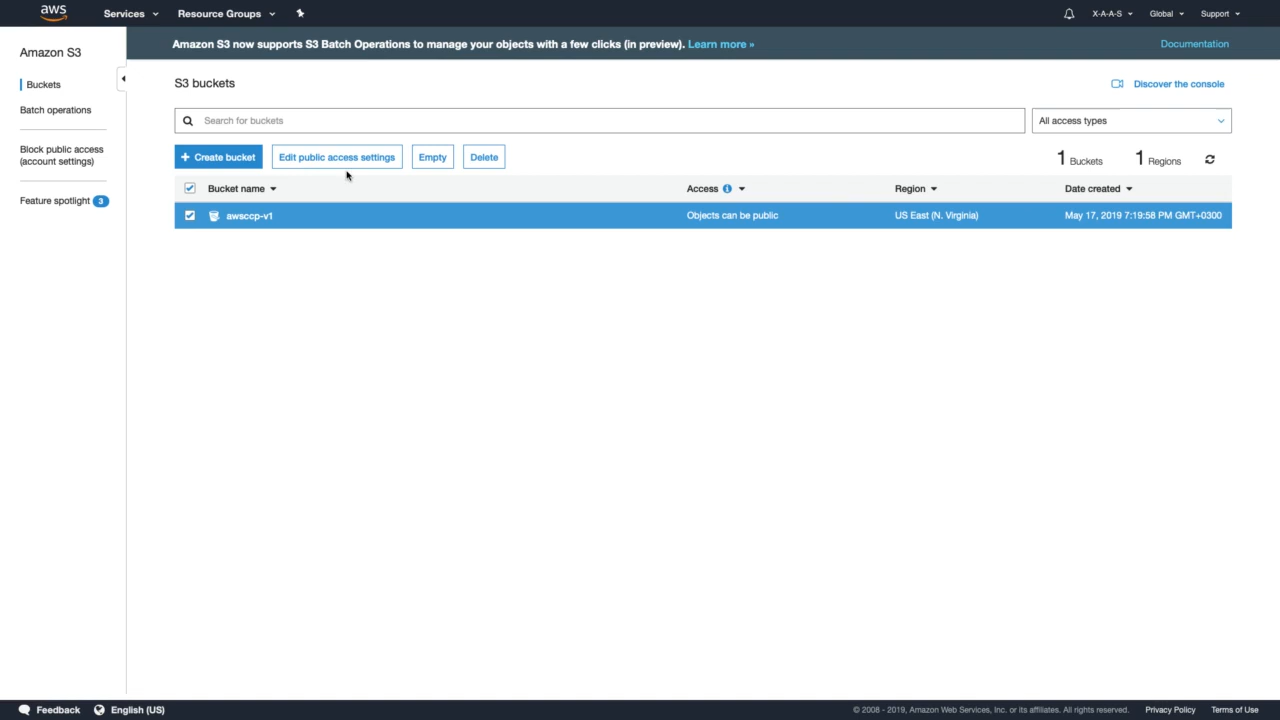 aws Services Resource Groups X-A-A-S Global Support
Amazon S3
Amazon S3 now supports S3 Batch Operations to manage your objects with a few clicks (in preview). Learn more » Documentation
Buckets
Batch operations
Block public access
(account settings)
Feature spotlight 3
S3 buckets Discover the console
Search for buckets All access types
+ Create bucket Edit public access settings Empty Delete 1 Buckets 1 Regions
Bucket name Access Region Date created
awsccp-v1 Objects can be public US East (N. Virginia) May 17, 2019 7:19:58 PM GMT+0300
Feedback English (US) © 2008 - 2019, Amazon Web Services, Inc. or its affiliates. All rights reserved. Privacy Policy Terms of Use